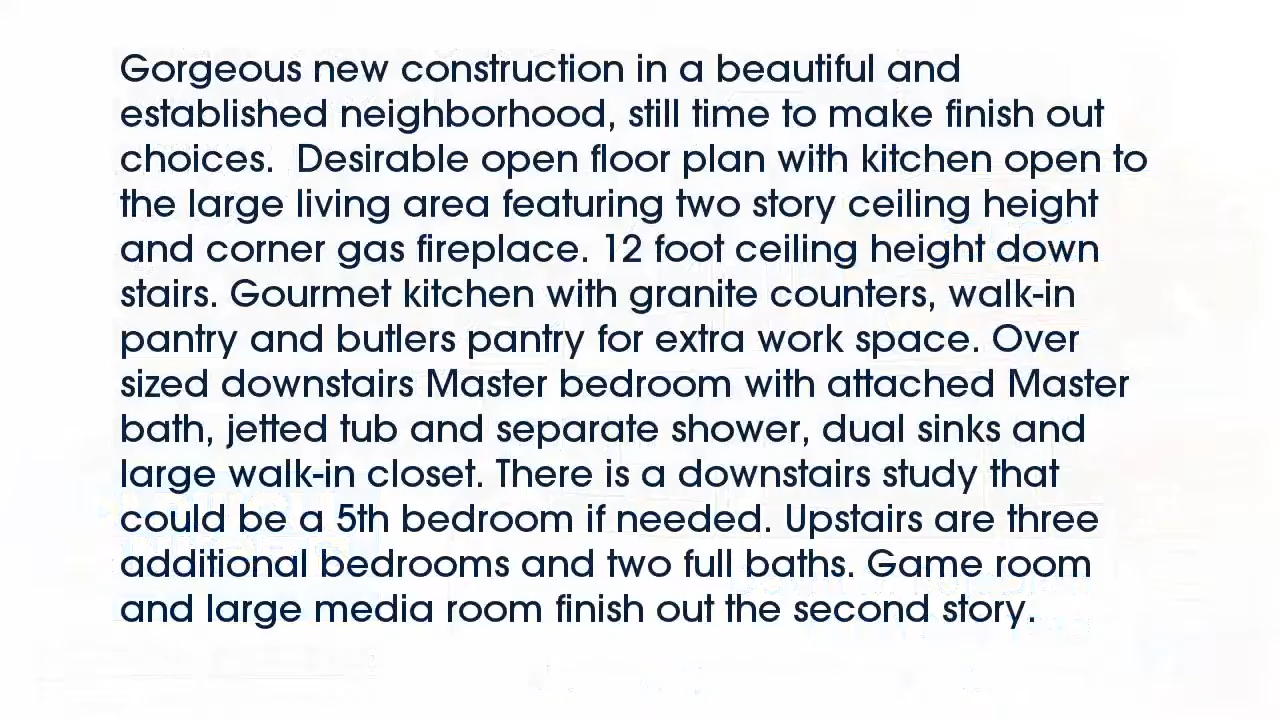 Gorgeous new construction in a beautiful and
established neighborhood, still time to make finish out
choices.  Desirable open floor plan with kitchen open to
the large living area featuring two story ceiling height
and corner gas fireplace. 12 foot ceiling height down
stairs. Gourmet kitchen with granite counters, walk-in
pantry and butlers pantry for extra work space. Over
sized downstairs Master bedroom with attached Master
bath, jetted tub and separate shower, dual sinks and
large walk-in closet. There is a downstairs study that
could be a 5th bedroom if needed. Upstairs are three
additional bedrooms and two full baths. Game room
and large media room finish out the second story.